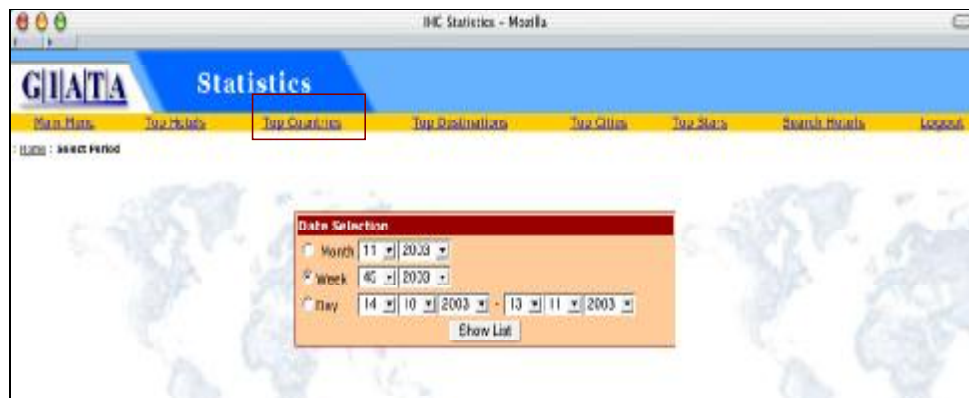 IHC Statistics - Mozilla
G|I|A|T|A Statistics
Main Menu Top Hotels Top Countries Top Destinations Top Cities Top Stars Search Hotels Logout
: Home : Select Period
Date Selection
Month 11 2003
Week 2003
Day 14 10 2003 - 13 11 2003
Show List